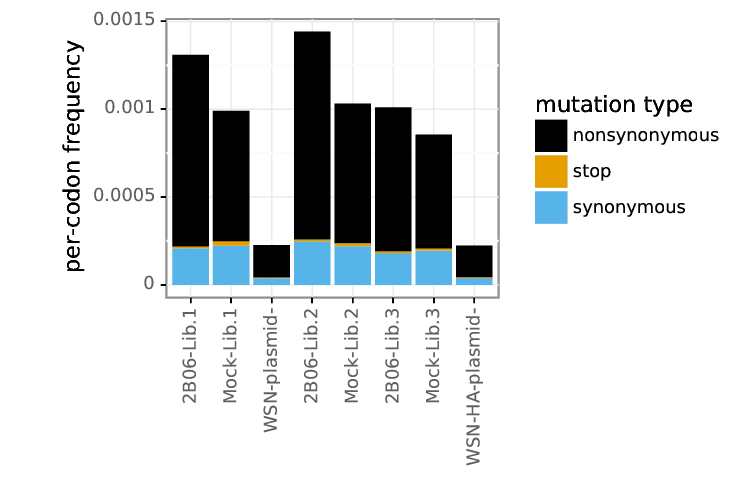 per-codon frequency
0.0015
0.001
0.0005
0
2B06-Lib.1
Mock-Lib.1
WSN-plasmid-
2B06-Lib.2
Mock-Lib.2
2B06-Lib.3
Mock-Lib.3
WSN-HA-plasmid-
mutation type
nonsynonymous
stop
synonymous